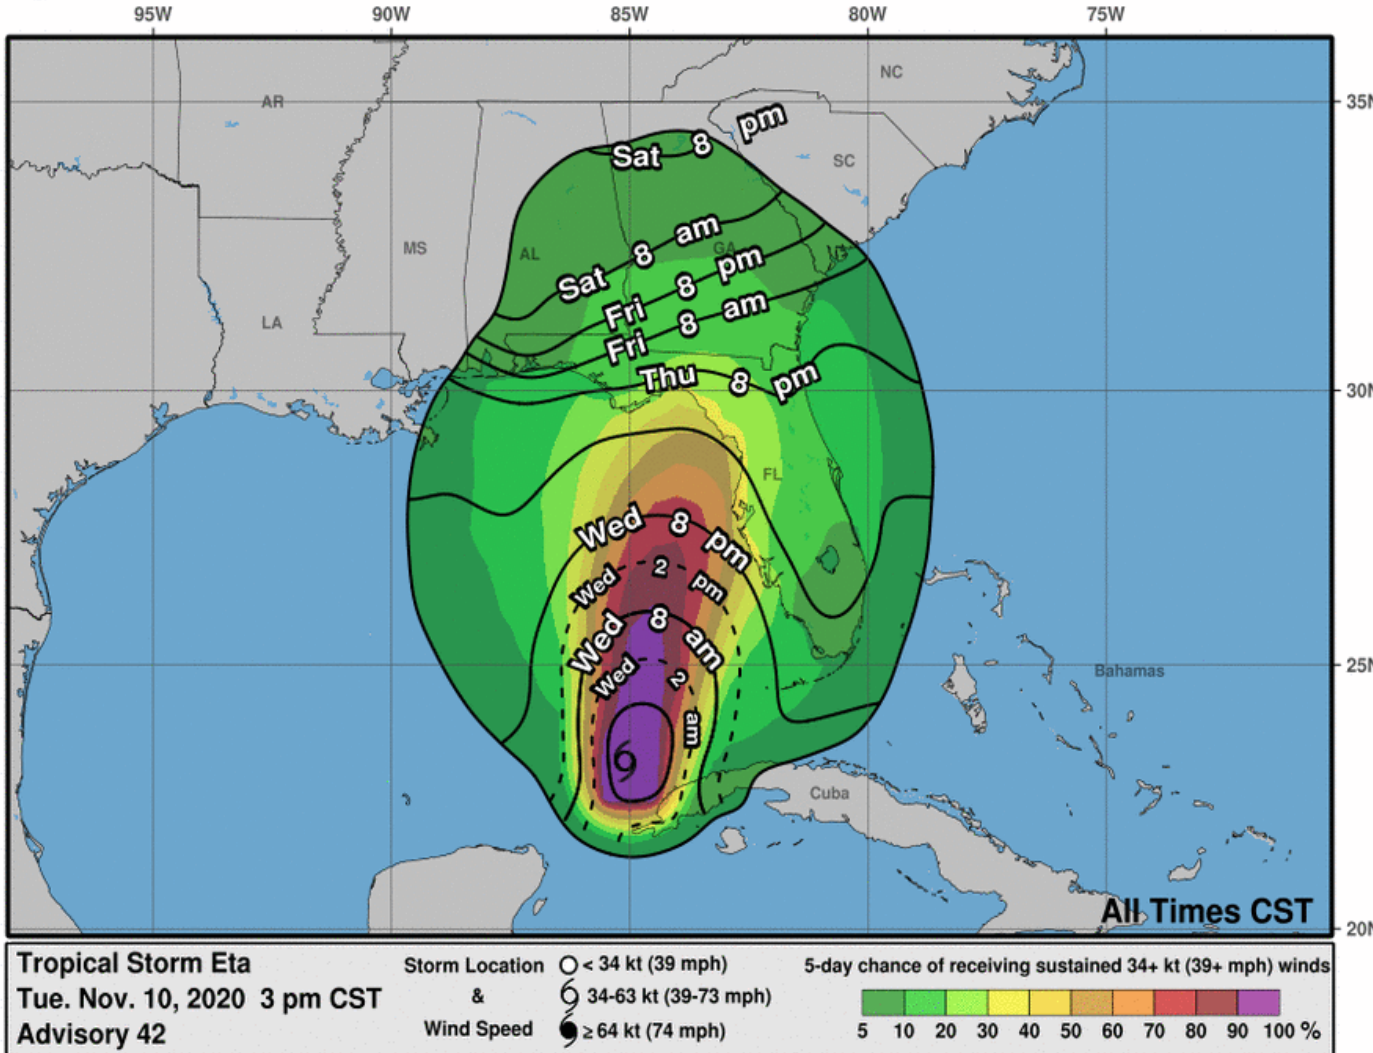 95W 90W 85W 80W 75W
NC
35N
AR
pm
8
Sat
SC
am
MS
AL
8
GA
pm
Sat
8
am
Fri
8
LA
Fri
Thu
8
pm
30N
FL
Wed
8
pm
2
Wed
pm
8
Wed
am
Wed
2
25N
Bahamas
am
Cuba
All Times CST
20N
Tropical Storm Eta
Tue. Nov. 10, 2020 3 pm CST
Advisory 42
Storm Location
&
Wind Speed
< 34 kt (39 mph)
34-63 kt (39-73 mph)
≥ 64 kt (74 mph)
5-day chance of receiving sustained 34+ kt (39+ mph) winds
5 10 20 30 40 50 60 70 80 90 100 %